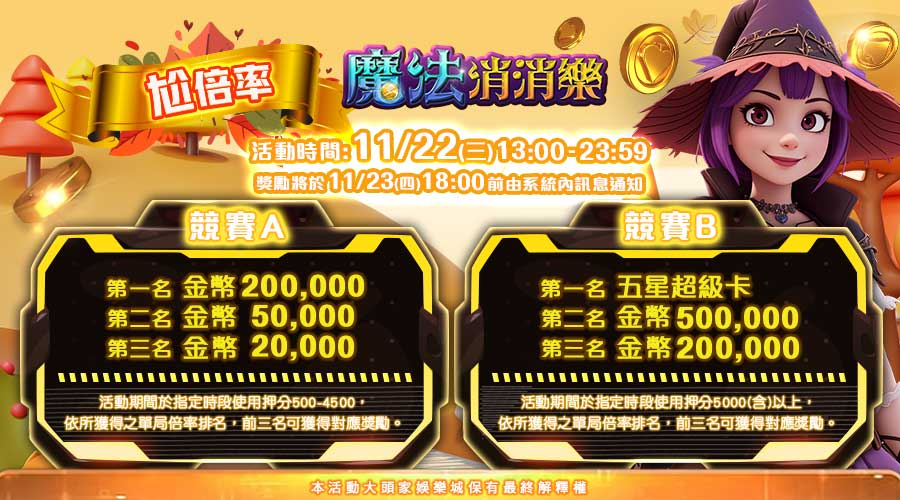 尬倍率
魔法消消樂
活動時間:11/22(三)13:00-23:59
獎勵將於11/23(四)18:00前由系統內訊息通知
競賽A
第一名 金幣 200,000
第二名 金幣 50,000
第三名 金幣 20,000
活動期間於指定時段使用押分500-4500，
依所獲得之單局倍率排名，前三名可獲得對應獎勵。
競賽B
第一名 五星超級卡
第二名 金幣 500,000
第三名 金幣 200,000
活動期間於指定時段使用押分5000(含)以上，
依所獲得之單局倍率排名，前三名可獲得對應獎勵。
本活動大頭家娛樂城保有最終解釋權